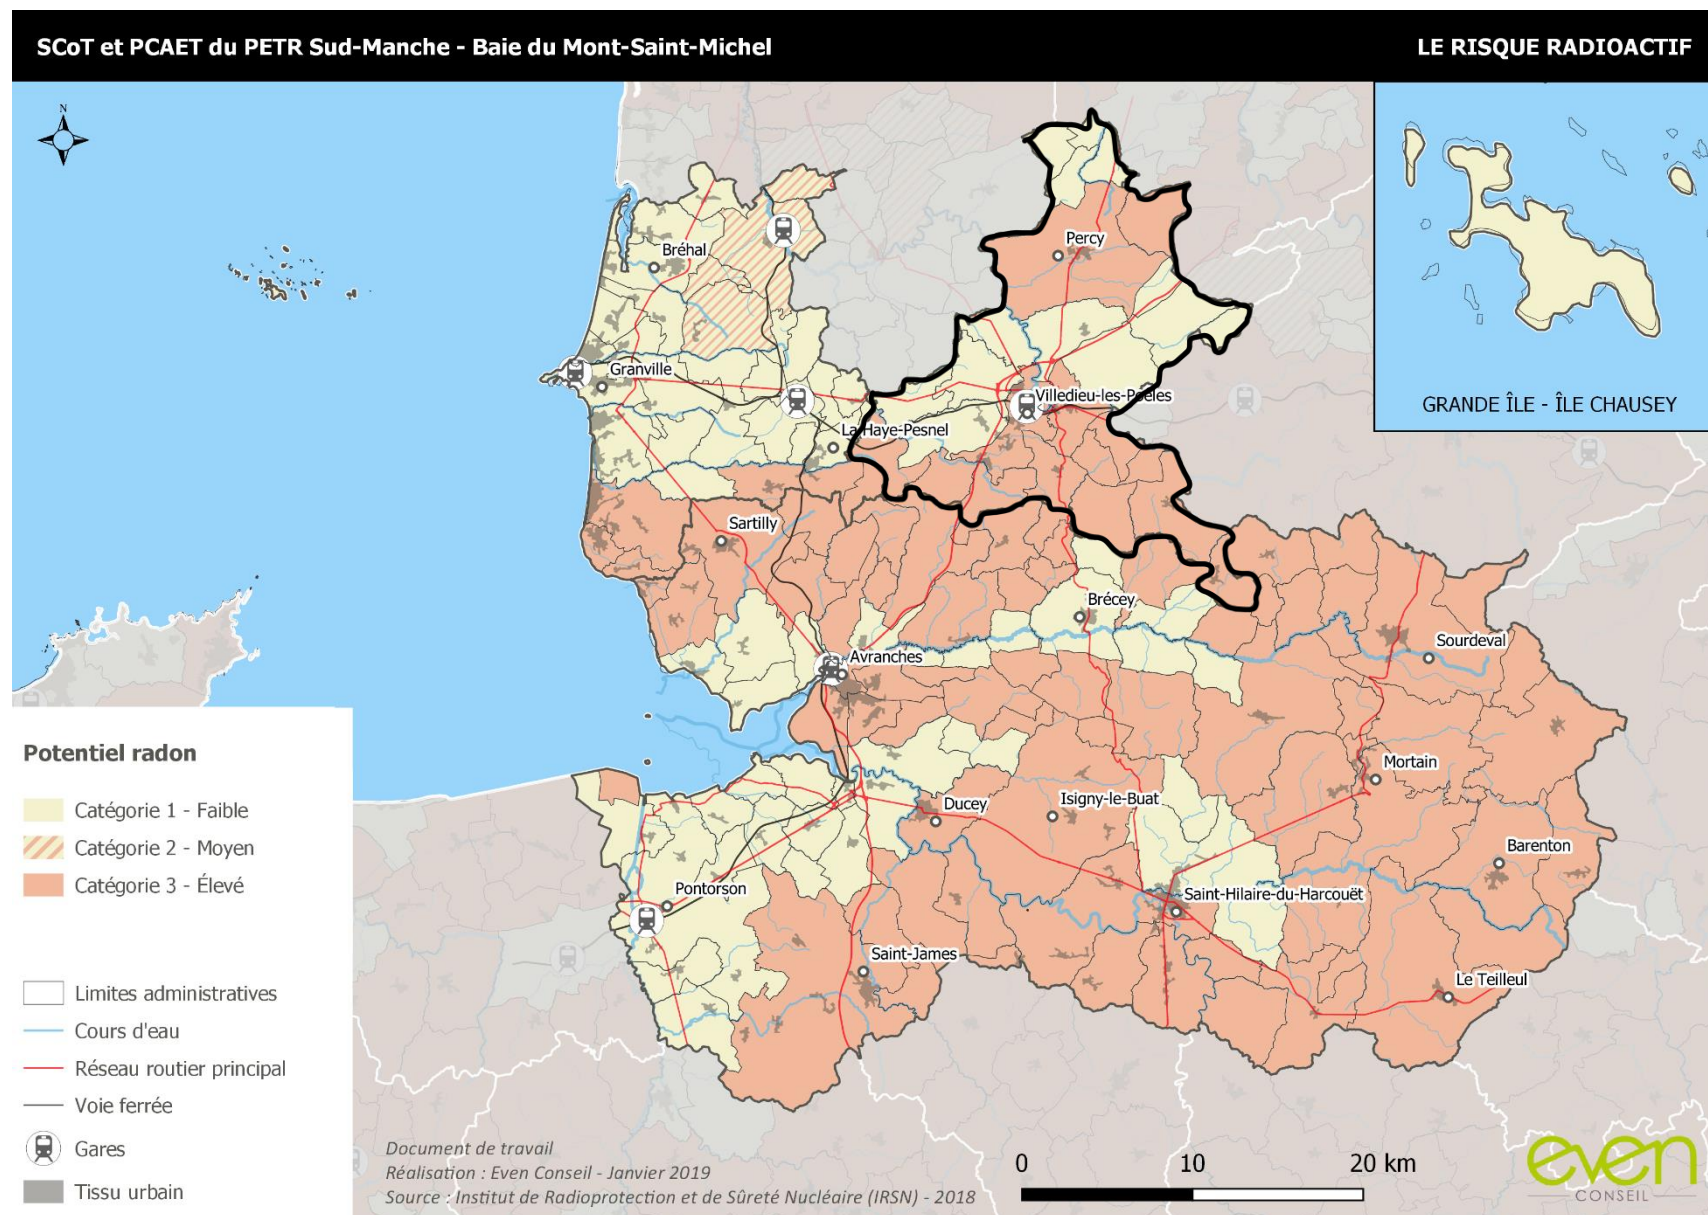 SCoT et PCAET du PETR Sud-Manche - Baie du Mont-Saint-Michel
LE RISQUE RADIOACTIF
N
Bréhal
Percy
Granville
Villedieu-les-Poêles
La Haye-Pesnel
GRANDE ÎLE - ÎLE CHAUSEY
Sartilly
Brécey
Sourdeval
Avranches
Mortain
Ducey
Isigny-le-Buat
Barenton
Pontorson
Saint-Hilaire-du-Harcouët
Saint-James
Le Teilleul
Potentiel radon
Catégorie 1 - Faible
Catégorie 2 - Moyen
Catégorie 3 - Élevé
Limites administratives
Cours d'eau
Réseau routier principal
Voie ferrée
Gares
Tissu urbain
Document de travail
Réalisation : Even Conseil - Janvier 2019
Source : Institut de Radioprotection et de Sûreté Nucléaire (IRSN) - 2018
0 10 20 km
even
CONSEIL